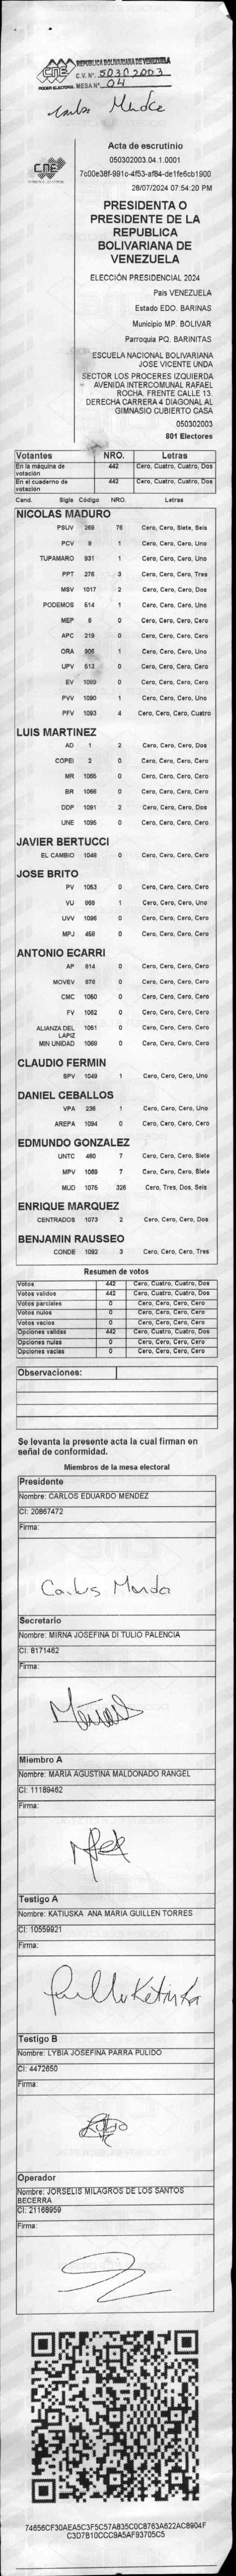 CNE
PODER ELECTORAL
REPUBLICA BOLIVARIANA DE VENEZUELA
C.V. N° 50302003
MESA N° 04
Carlos Mendez
CNE
Acta de escrutinio
050302003.04.1.0001
7c00e38f-991c-4f53-af84-de1fe6cb1900
28/07/2024 07:54:20 PM
PRESIDENTA O
PRESIDENTE DE LA
REPUBLICA
BOLIVARIANA DE
VENEZUELA
ELECCIÓN PRESIDENCIAL 2024
Pais VENEZUELA
Estado EDO. BARINAS
Municipio MP. BOLIVAR
Parroquia PQ. BARINITAS
ESCUELA NACIONAL BOLIVARIANA
JOSE VICENTE UNDA
SECTOR LOS PROCERES IZQUIERDA
AVENIDA INTERCOMUNAL RAFAEL
ROCHA. FRENTE CALLE 13.
DERECHA CARRERA 4 DIAGONAL AL
GIMNASIO CUBIERTO CASA
050302003
801 Electores
Votantes NRO. Letras
En la máquina de votación 442 Cero, Cuatro, Cuatro, Dos
En el cuaderno de votación 442 Cero, Cuatro, Cuatro, Dos
Cand. Sigla Código NRO. Letras
NICOLAS MADURO
PSUV 269 76 Cero, Cero, Siete, Seis
PCV 9 1 Cero, Cero, Cero, Uno
TUPAMARO 931 1 Cero, Cero, Cero, Uno
PPT 276 3 Cero, Cero, Cero, Tres
MSV 1017 2 Cero, Cero, Cero, Dos
PODEMOS 514 1 Cero, Cero, Cero, Uno
MEP 6 0 Cero, Cero, Cero, Cero
APC 219 0 Cero, Cero, Cero, Cero
ORA 906 1 Cero, Cero, Cero, Uno
UPV 513 0 Cero, Cero, Cero, Cero
EV 1089 0 Cero, Cero, Cero, Cero
PVV 1090 1 Cero, Cero, Cero, Uno
PFV 1093 4 Cero, Cero, Cero, Cuatro
LUIS MARTINEZ
AD 1 2 Cero, Cero, Cero, Dos
COPEI 2 0 Cero, Cero, Cero, Cero
MR 1065 0 Cero, Cero, Cero, Cero
BR 1066 0 Cero, Cero, Cero, Cero
DDP 1091 2 Cero, Cero, Cero, Dos
UNE 1095 0 Cero, Cero, Cero, Cero
JAVIER BERTUCCI
EL CAMBIO 1048 0 Cero, Cero, Cero, Cero
JOSE BRITO
PV 1053 0 Cero, Cero, Cero, Cero
VU 868 1 Cero, Cero, Cero, Uno
UVV 1096 0 Cero, Cero, Cero, Cero
MPJ 458 0 Cero, Cero, Cero, Cero
ANTONIO ECARRI
AP 814 0 Cero, Cero, Cero, Cero
MOVEV 878 0 Cero, Cero, Cero, Cero
CMC 1050 0 Cero, Cero, Cero, Cero
FV 1062 0 Cero, Cero, Cero, Cero
ALIANZA DEL LAPIZ 1051 0 Cero, Cero, Cero, Cero
MIN UNIDAD 1069 0 Cero, Cero, Cero, Cero
CLAUDIO FERMIN
SPV 1049 1 Cero, Cero, Cero, Uno
DANIEL CEBALLOS
VPA 236 1 Cero, Cero, Cero, Uno
AREPA 1094 0 Cero, Cero, Cero, Cero
EDMUNDO GONZALEZ
UNTC 460 7 Cero, Cero, Cero, Siete
MPV 1069 7 Cero, Cero, Cero, Siete
MUD 1075 326 Cero, Tres, Dos, Seis
ENRIQUE MARQUEZ
CENTRADOS 1073 2 Cero, Cero, Cero, Dos
BENJAMIN RAUSSEO
CONDE 1092 3 Cero, Cero, Cero, Tres
Resumen de votos
Votos 442 Cero, Cuatro, Cuatro, Dos
Votos validos 442 Cero, Cuatro, Cuatro, Dos
Votos parciales 0 Cero, Cero, Cero, Cero
Votos nulos 0 Cero, Cero, Cero, Cero
Votos vacios 0 Cero, Cero, Cero, Cero
Opciones validas 442 Cero, Cuatro, Cuatro, Dos
Opciones nulas 0 Cero, Cero, Cero, Cero
Opciones vacias 0 Cero, Cero, Cero, Cero
Observaciones:
Se levanta la presente acta la cual firman en
señal de conformidad.
Miembros de la mesa electoral
Presidente
Nombre: CARLOS EDUARDO MENDEZ
CI: 20867472
Firma:
Carlos Mendez
Secretario
Nombre: MIRNA JOSEFINA DI TULIO PALENCIA
CI: 8171462
Firma:
Miembro A
Nombre: MARIA AGUSTINA MALDONADO RANGEL
CI: 11189462
Firma:
Testigo A
Nombre: KATIUSKA ANA MARIA GUILLEN TORRES
CI: 10559921
Firma:
Testigo B
Nombre: LYBIA JOSEFINA PARRA PULIDO
CI: 4472650
Firma:
Operador
Nombre: JORSELIS MILAGROS DE LOS SANTOS
BECERRA
CI: 21168959
Firma:
74656CF30AEA5C3F5C57A835C0C8763A622AC8904F
C3D7B10CCC9A5AF93705C5